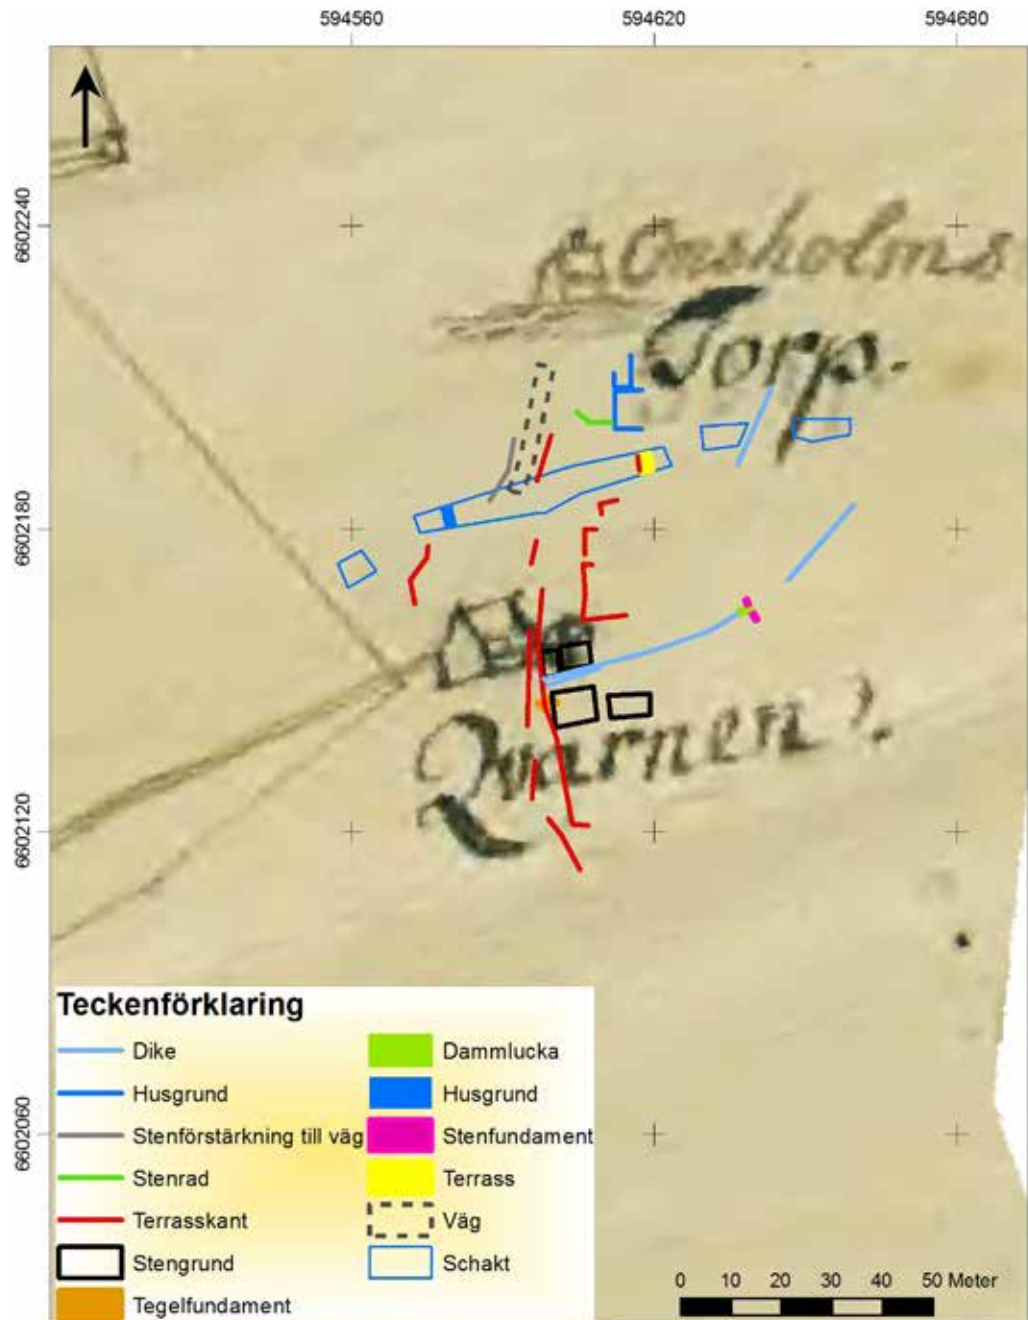 594560 594620 594680
6602240
Onsholms
Torp.
6602180
Qvarnen
6602120
6602060
Teckenförklaring
Dike
Husgrund
Stenförstärkning till väg
Stenrad
Terrasskant
Stengrund
Tegelfundament
Dammlucka
Husgrund
Stenfundament
Terrass
Väg
Schakt
0 10 20 30 40 50 Meter